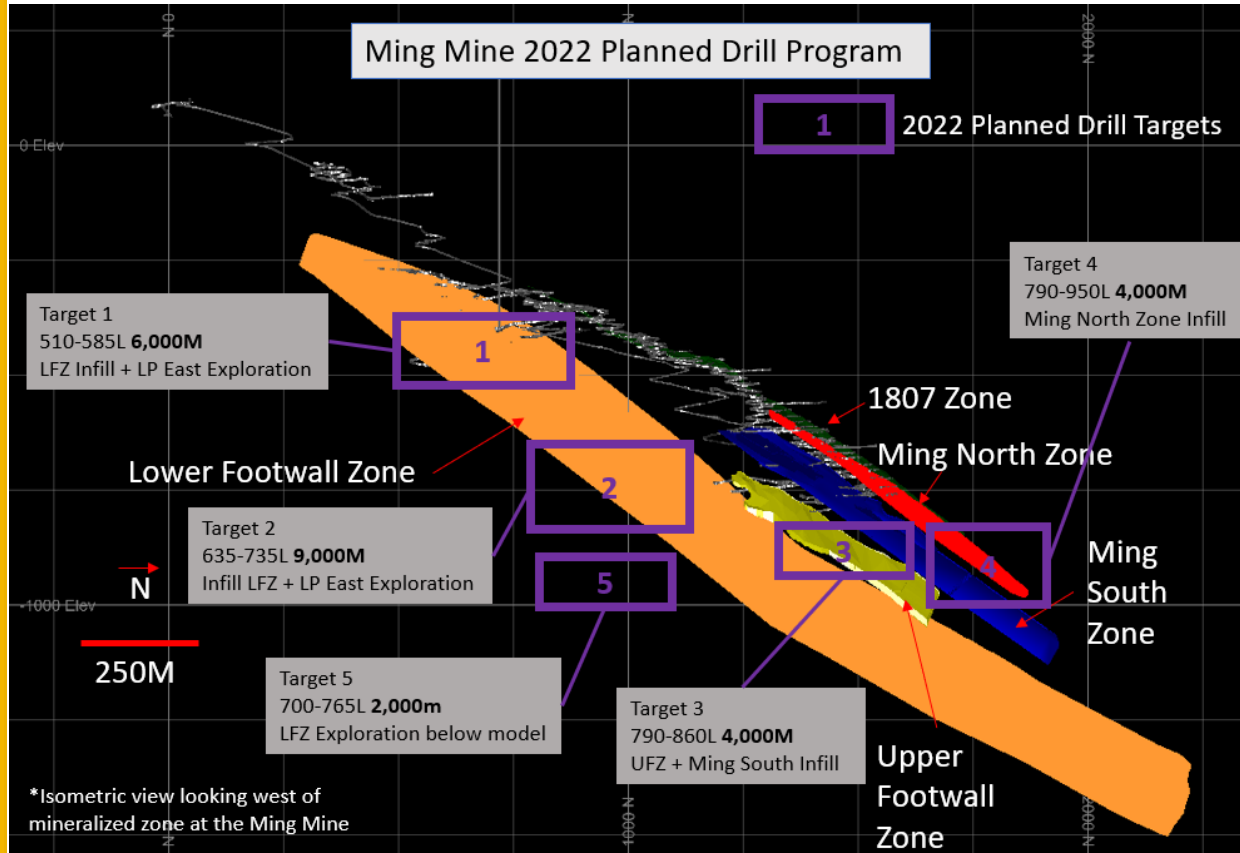 0 N
N
2000 N
Ming Mine 2022 Planned Drill Program
1
2022 Planned Drill Targets
0 Elev
Target 4
790-950L 4,000M
Ming North Zone Infill
Target 1
510-585L 6,000M
LFZ Infill + LP East Exploration
1
1807 Zone
Ming North Zone
Lower Footwall Zone
2
Target 2
635-735L 9,000M
Infill LFZ + LP East Exploration
3
4
Ming
South
Zone
5
N
-1000 Elev
250M
Target 5
700-765L 2,000m
LFZ Exploration below model
Target 3
790-860L 4,000M
UFZ + Ming South Infill
Upper
Footwall
Zone
*Isometric view looking west of
mineralized zone at the Ming Mine
0 N
1000 N
2000 N